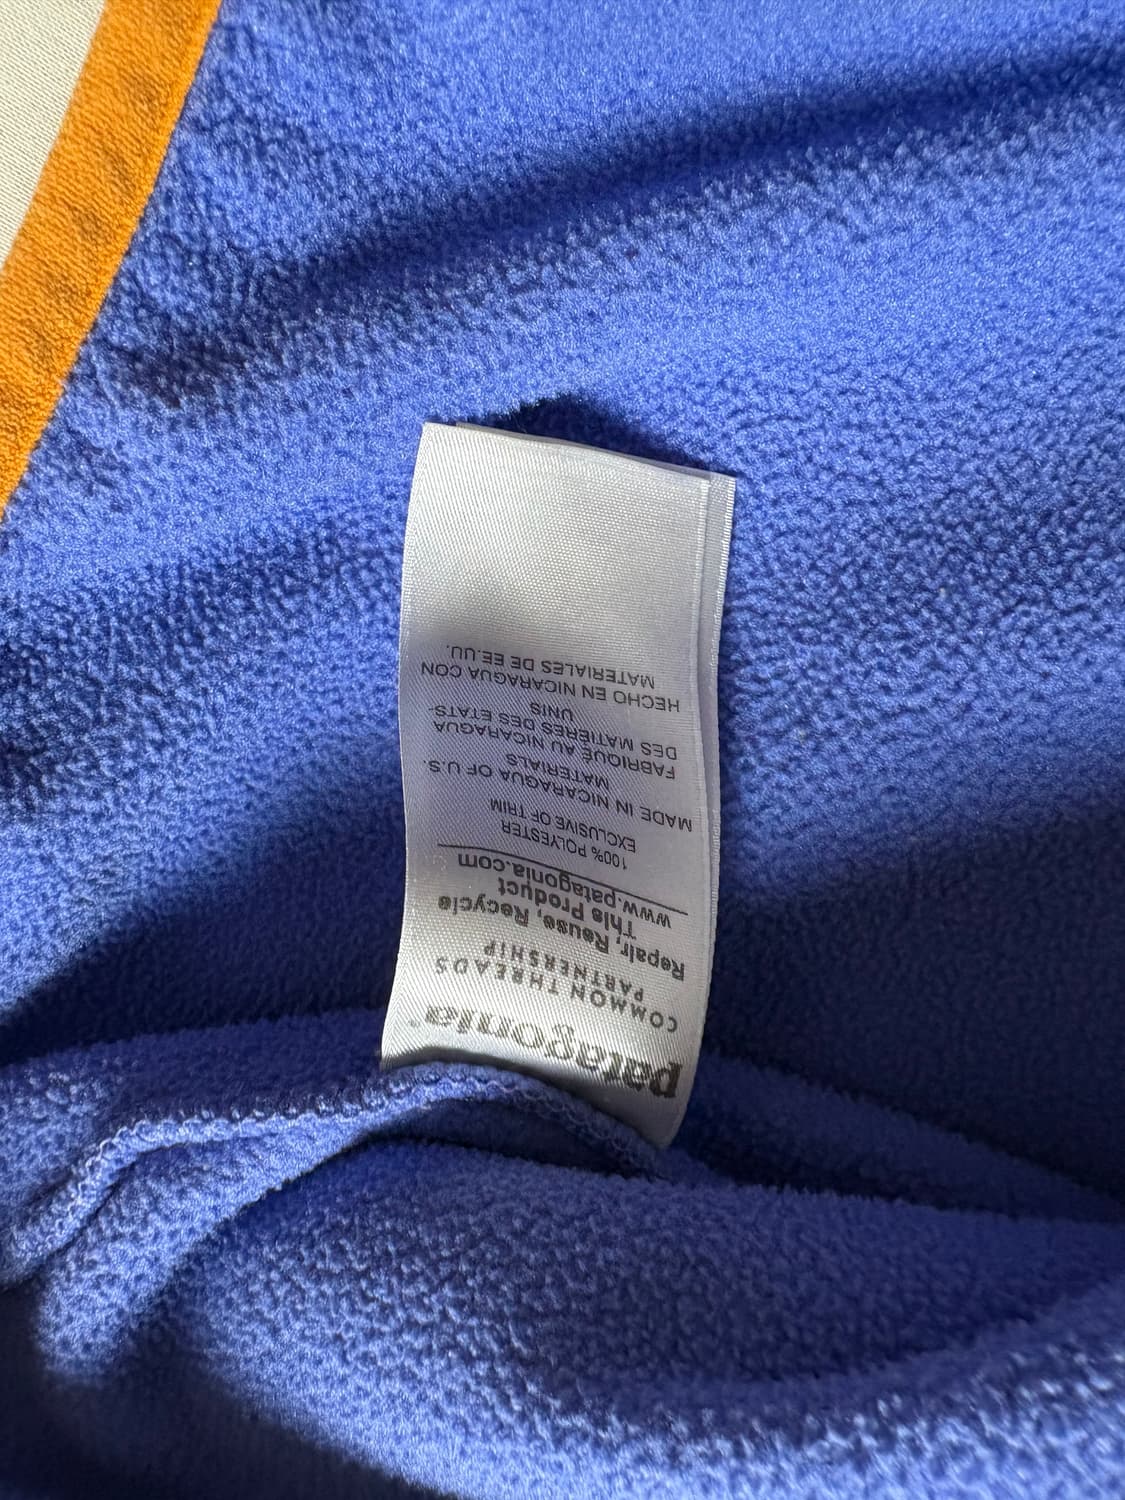 patagonia
COMMON THREADS
PARTNERSHIP
Repair, Reuse, Recycle
This Product
www.patagonia.com
100% POLYESTER
EXCLUSIVE OF TRIM
MADE IN NICARAGUA OF U.S.
MATERIALS
FABRIQUÉ AU NICARAGUA
DES MATIÈRES DES ETATS-
UNIS
HECHO EN NICARAGUA CON
MATERIALES DE EE.UU.